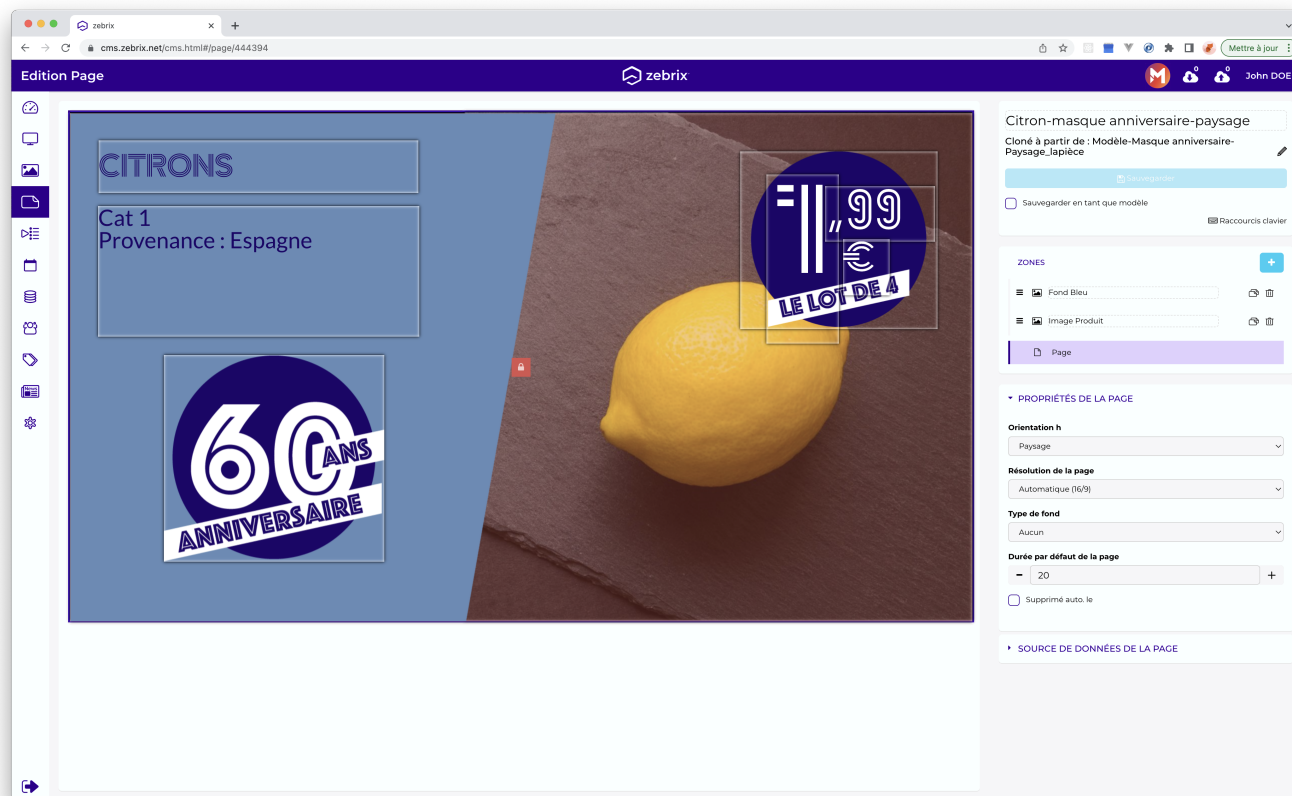 zebrix
cms.zebrix.net/cms.html#/page/444394
Mettre à jour
Edition Page
zebrix
0
0
John DOE
CITRONS
Cat 1
Provenance : Espagne
60
ANS
ANNIVERSAIRE
1,99
€
LE LOT DE 4
News
Citron-masque anniversaire-paysage
Cloné à partir de : Modèle-Masque anniversaire-
Paysage_lapièce
Sauvegarder
Sauvegarder en tant que modèle
Raccourcis clavier
ZONES
Fond Bleu
Image Produit
Page
PROPRIÉTÉS DE LA PAGE
Orientation h
Paysage
Résolution de la page
Automatique (16/9)
Type de fond
Aucun
Durée par défaut de la page
20
Supprimé auto. le
SOURCE DE DONNÉES DE LA PAGE